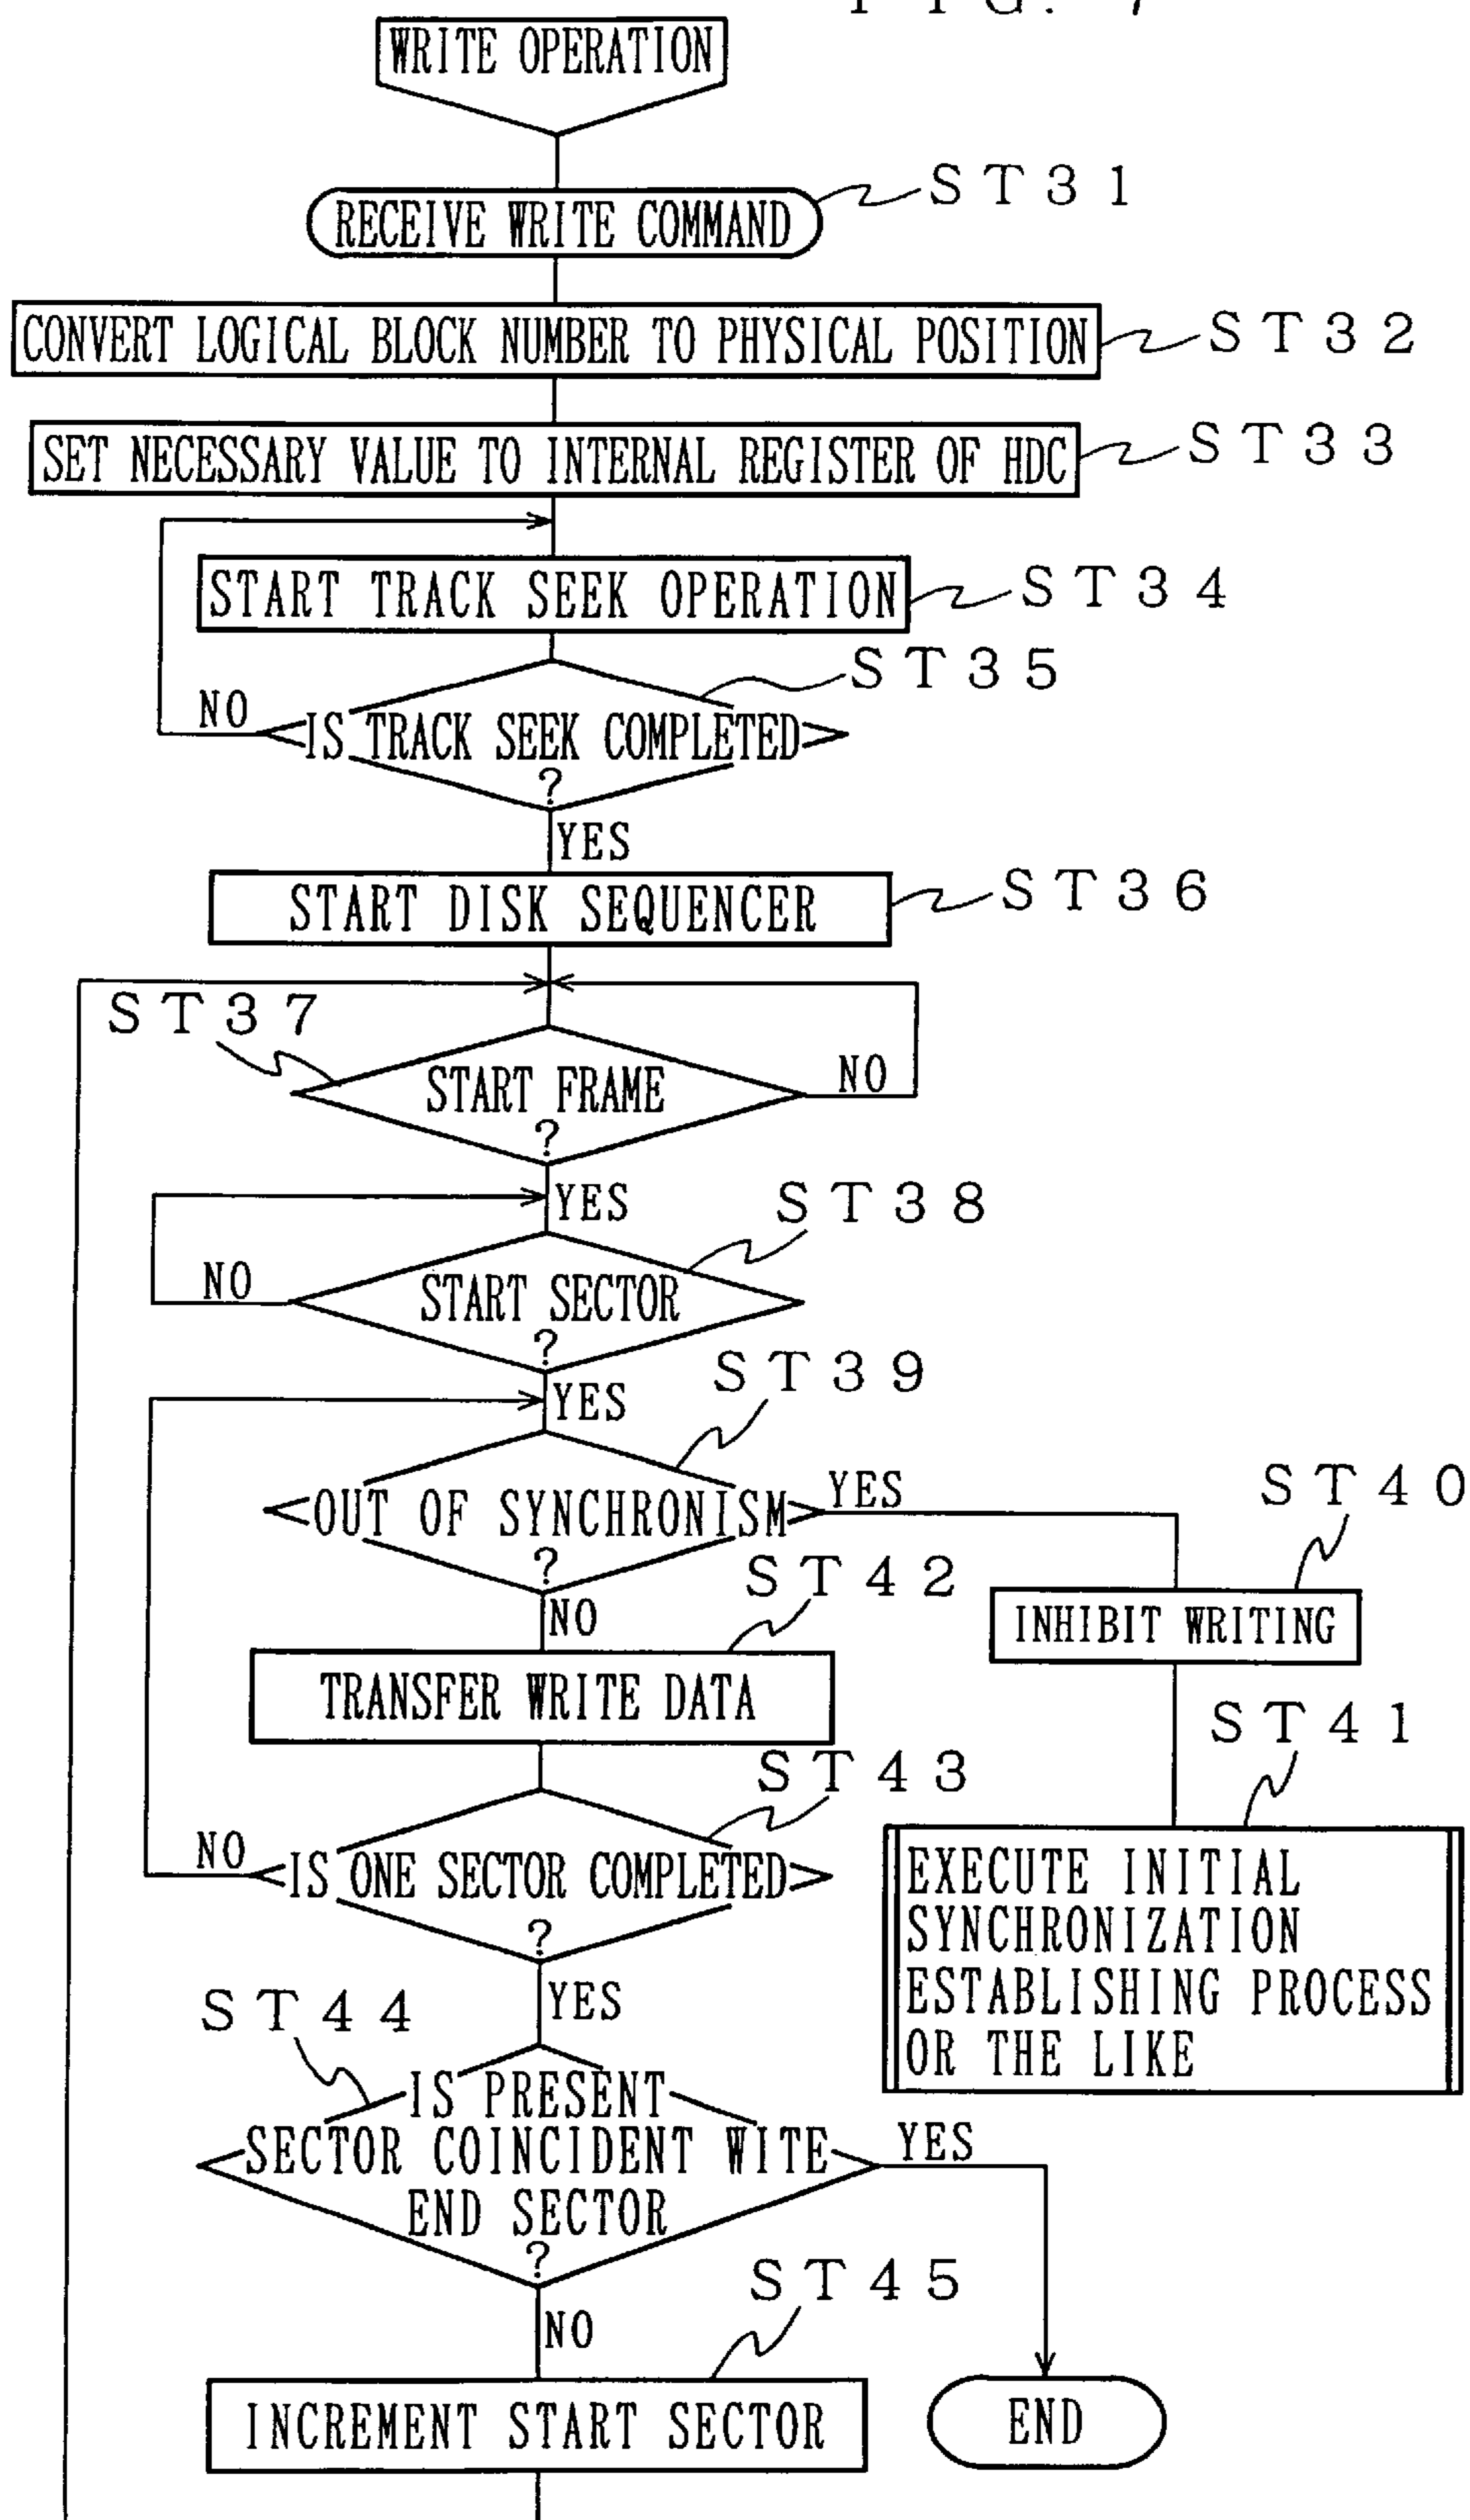 FIG. 7
WRITE OPERATION
RECEIVE WRITE COMMAND
ST31
CONVERT LOGICAL BLOCK NUMBER TO PHYSICAL POSITION
ST32
SET NECESSARY VALUE TO INTERNAL REGISTER OF HDC
ST33
START TRACK SEEK OPERATION
ST34
ST35
NO
IS TRACK SEEK COMPLETED
?
YES
START DISK SEQUENCER
ST36
ST37
START FRAME
?
NO
YES
ST38
NO
START SECTOR
?
YES
ST39
OUT OF SYNCHRONISM
?
YES
ST40
NO
ST42
INHIBIT WRITING
TRANSFER WRITE DATA
ST41
ST43
NO
IS ONE SECTOR COMPLETED
?
YES
EXECUTE INITIAL
SYNCHRONIZATION
ESTABLISHING PROCESS
OR THE LIKE
ST44
IS PRESENT
SECTOR COINCIDENT WITE
END SECTOR
?
YES
NO
ST45
INCREMENT START SECTOR
END